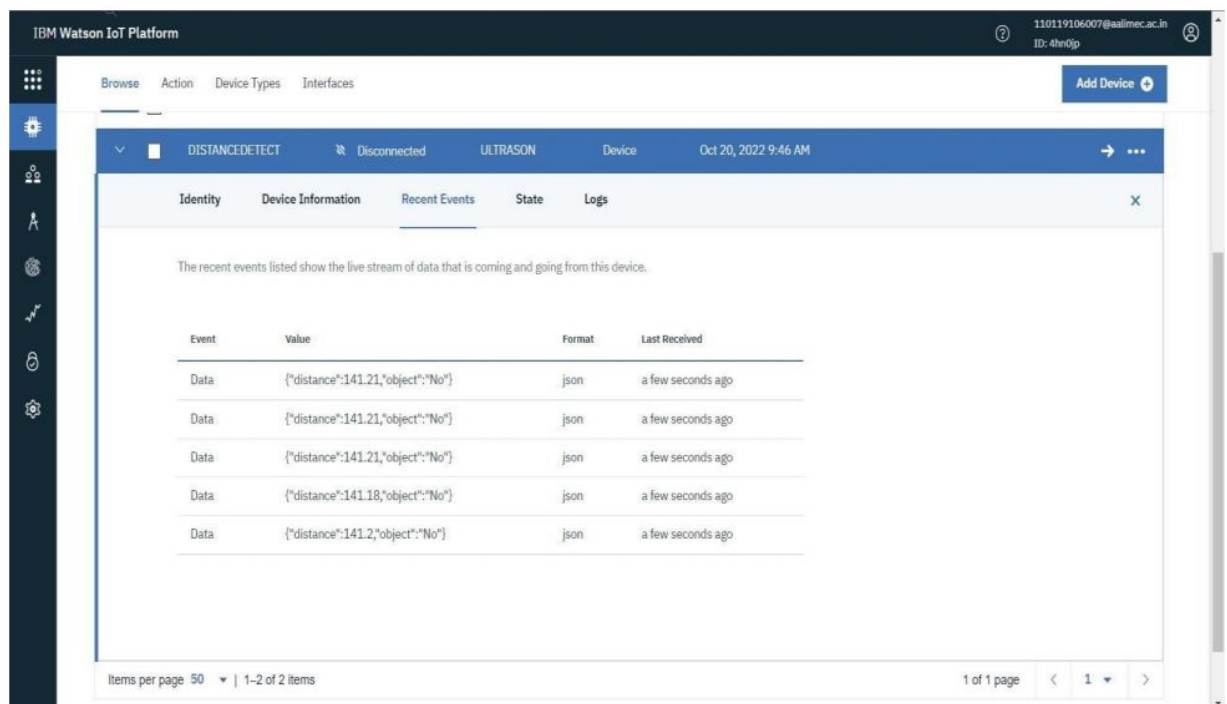 IBM Watson IoT Platform
110119106007@aalimec.ac.in
ID: 4hn0jp
Browse Action Device Types Interfaces
Add Device
DISTANCEDETECT Disconnected ULTRASON Device Oct 20, 2022 9:46 AM
Identity Device Information Recent Events State Logs
The recent events listed show the live stream of data that is coming and going from this device.
Event Value Format Last Received
Data {"distance":141.21,"object":"No"} json a few seconds ago
Data {"distance":141.21,"object":"No"} json a few seconds ago
Data {"distance":141.21,"object":"No"} json a few seconds ago
Data {"distance":141.18,"object":"No"} json a few seconds ago
Data {"distance":141.2,"object":"No"} json a few seconds ago
Items per page 50 | 1–2 of 2 items 1 of 1 page 1